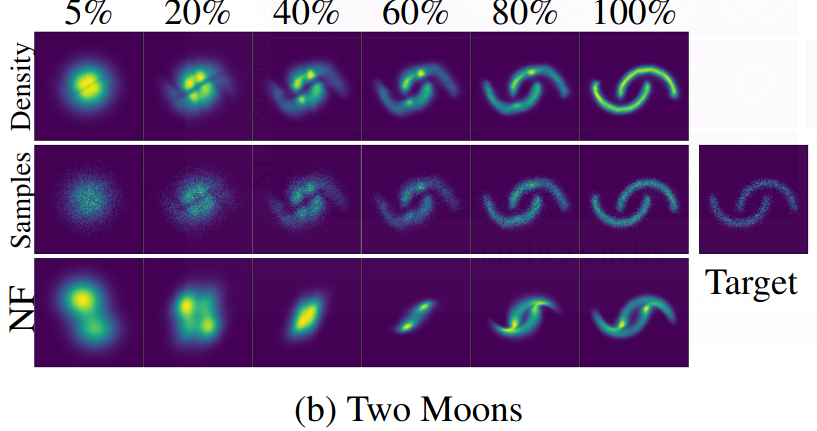 5% 20% 40% 60% 80% 100%
Density
Samples
NF
Target
(b) Two Moons